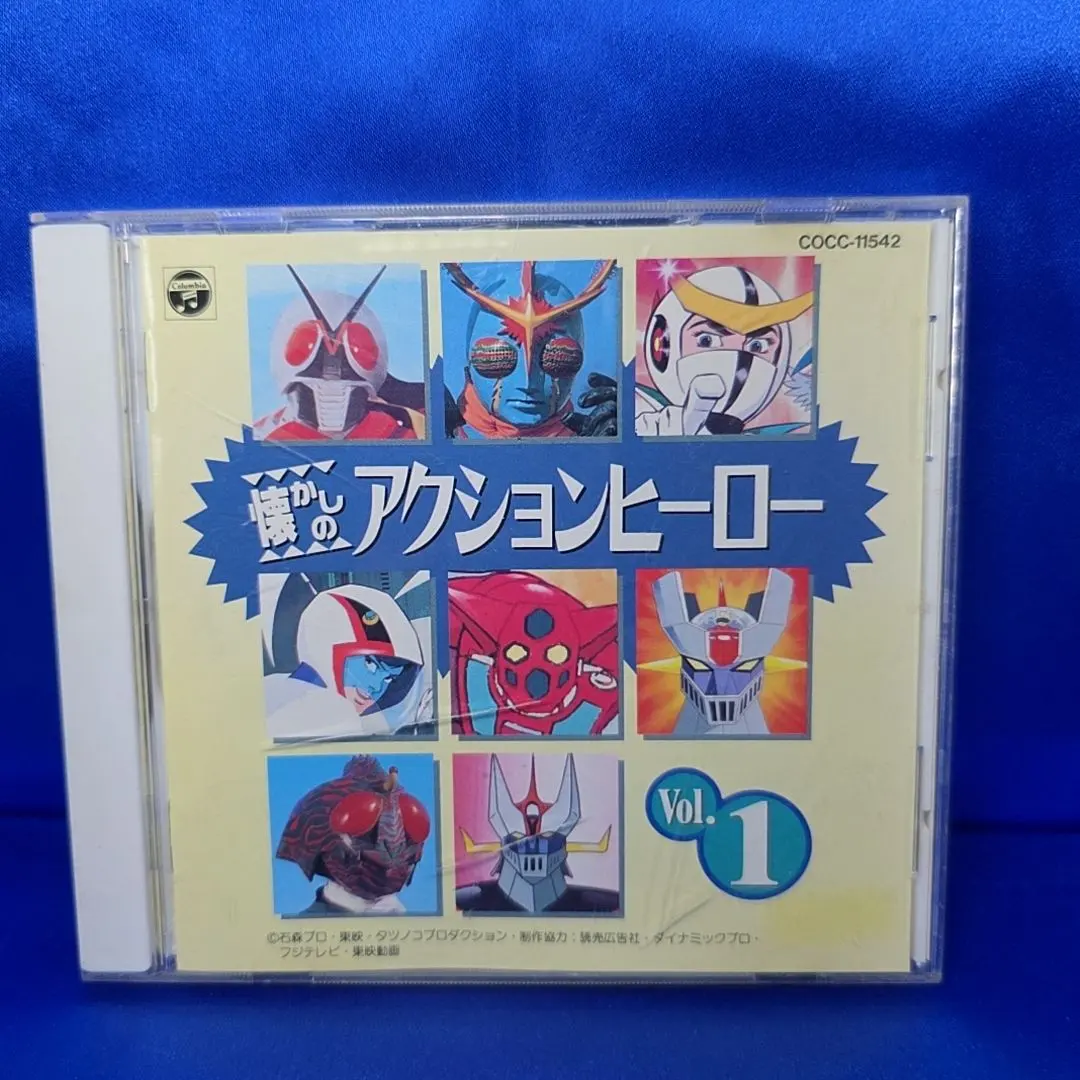 COCC-11542
Columbia
懐かしの
アクションヒーロー
Vol. 1
©石森プロ・東映・タツノコプロダクション・制作協力;読売広告社・ダイナミックプロ・
フジテレビ・東映動画